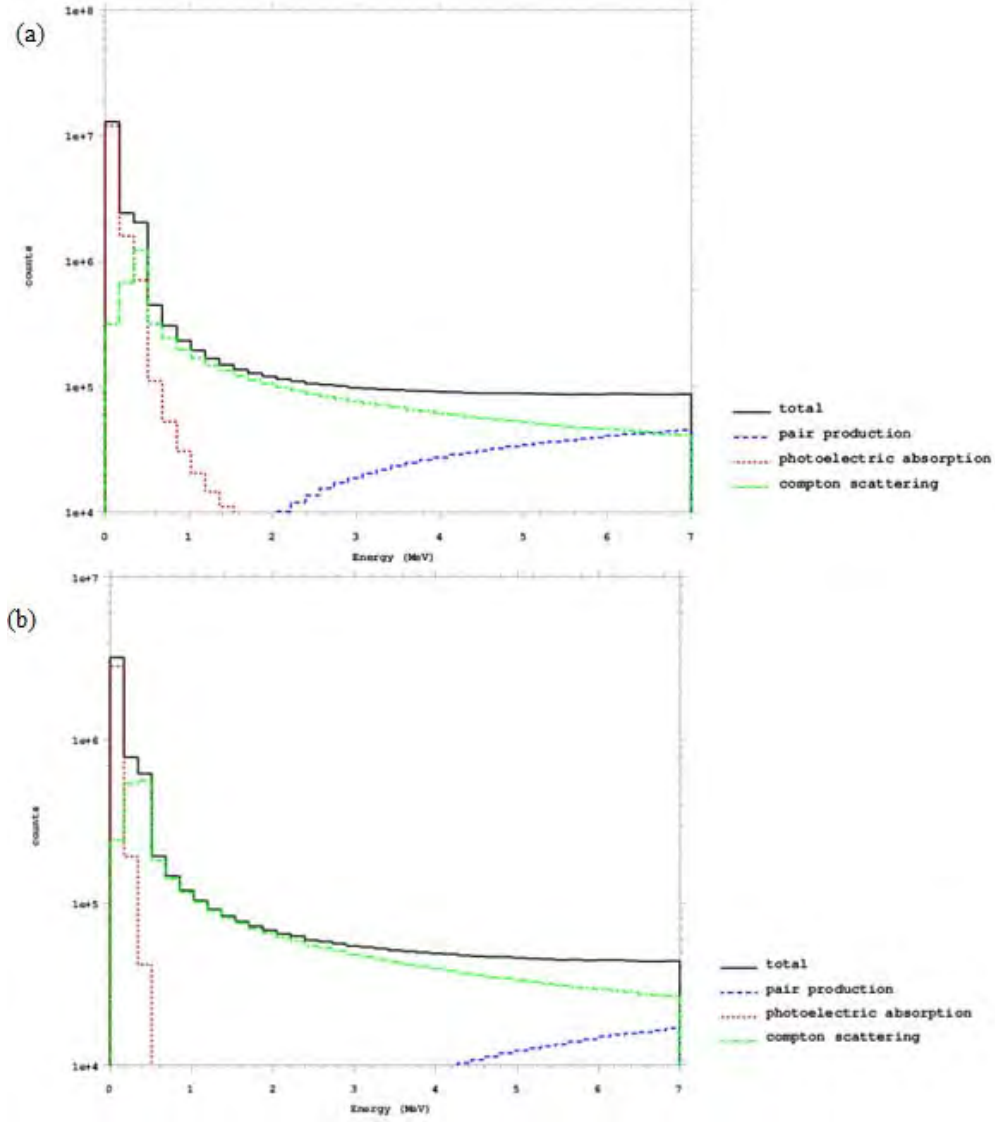 (a)
1e+8
1e+7
1e+6
1e+5
1e+4
counts
0 1 2 3 4 5 6 7
Energy (MeV)
total
pair production
photoelectric absorption
compton scattering
(b)
1e+7
1e+6
1e+5
1e+4
counts
0 1 2 3 4 5 6 7
Energy (MeV)
total
pair production
photoelectric absorption
compton scattering